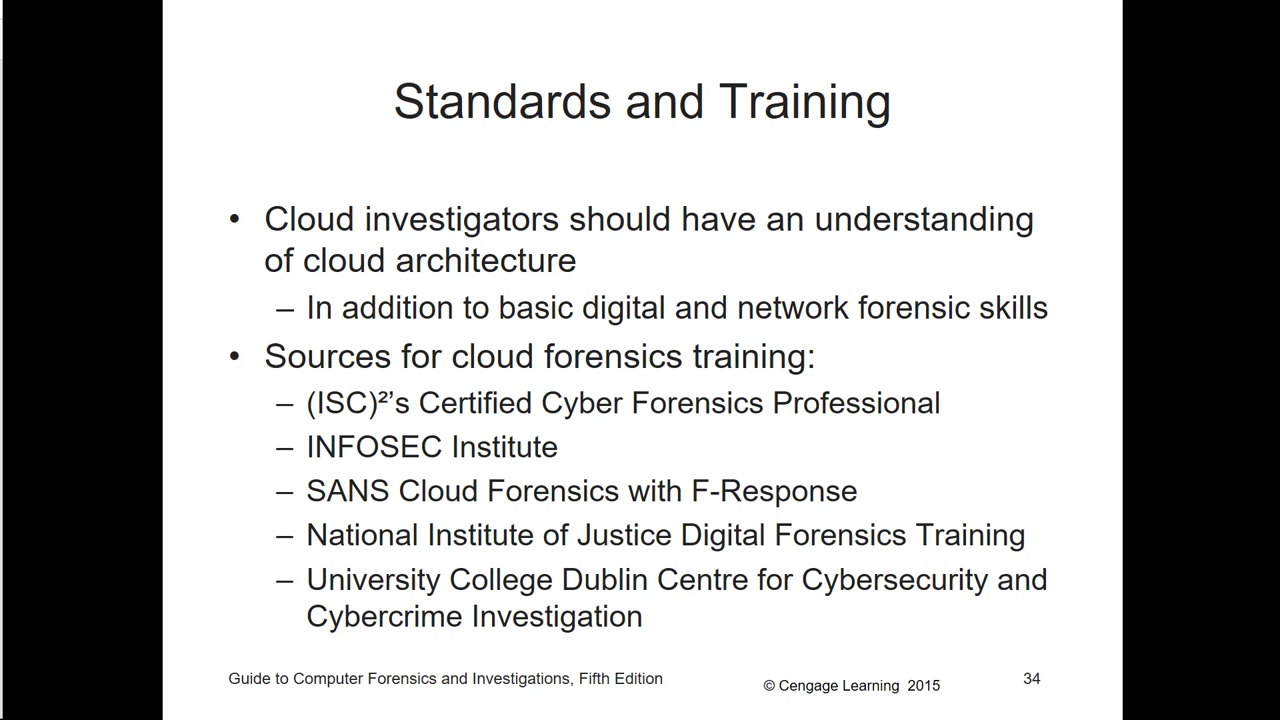 Standards and Training
• Cloud investigators should have an understanding
of cloud architecture
– In addition to basic digital and network forensic skills
• Sources for cloud forensics training:
– (ISC)²’s Certified Cyber Forensics Professional
– INFOSEC Institute
– SANS Cloud Forensics with F-Response
– National Institute of Justice Digital Forensics Training
– University College Dublin Centre for Cybersecurity and
Cybercrime Investigation
Guide to Computer Forensics and Investigations, Fifth Edition
© Cengage Learning 2015
34